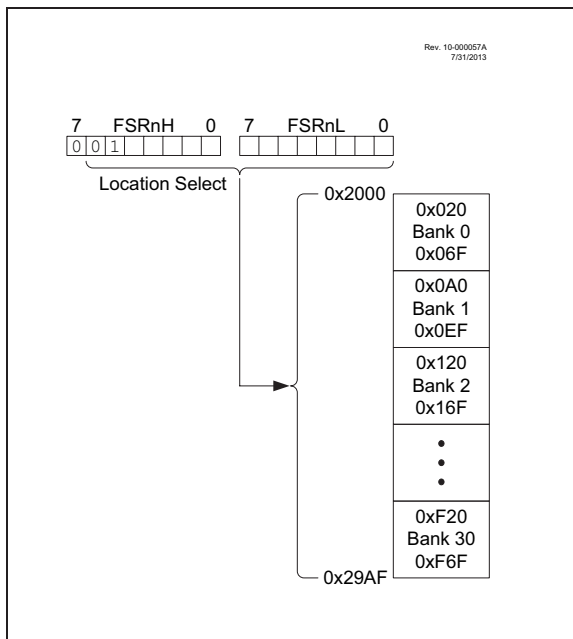 Rev. 10-000057A
7/31/2013
7 FSRnH 0 7 FSRnL 0
0 0 1
Location Select
0x2000
0x020
Bank 0
0x06F
0x0A0
Bank 1
0x0EF
0x120
Bank 2
0x16F
0xF20
Bank 30
0xF6F
0x29AF